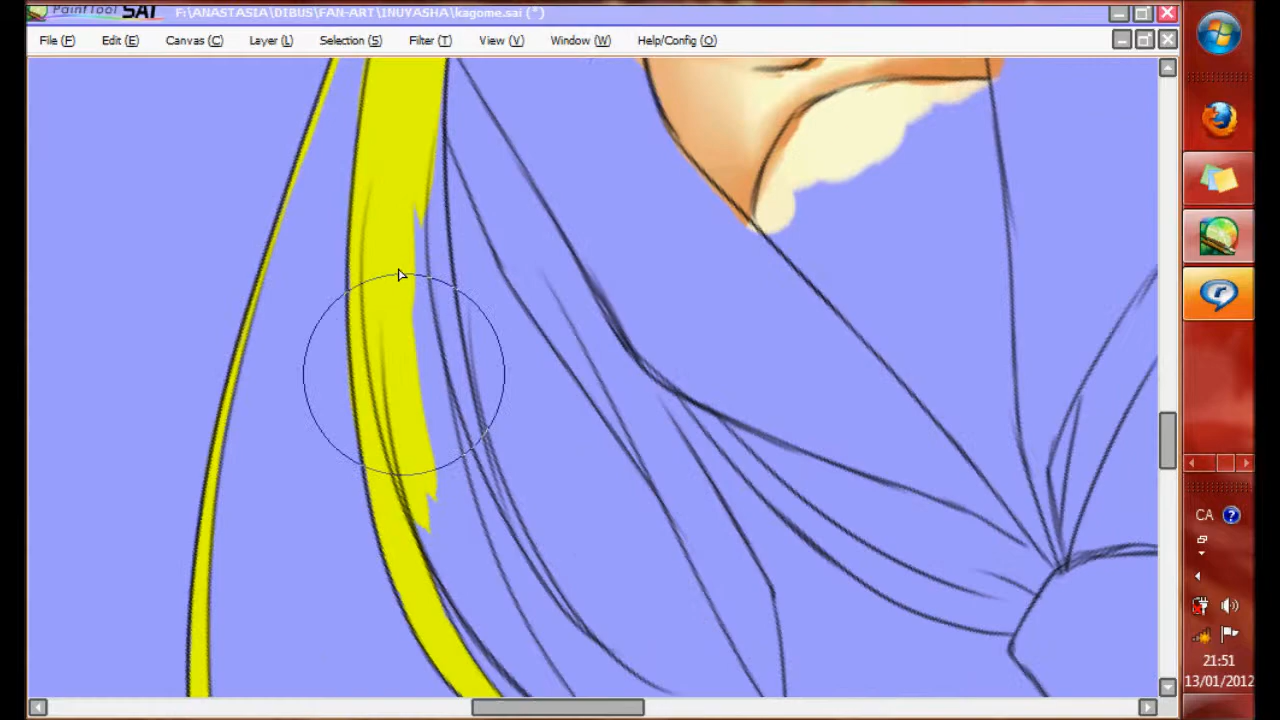 PaintTool SAI F:\ANASTASIA\DIBUS\FAN-ART\INUYASHA\kagome.sai (*)
File (F) Edit (E) Canvas (C) Layer (L) Selection (S) Filter (T) View (V) Window (W) Help/Config (O)
CA ?
21:51
13/01/2012